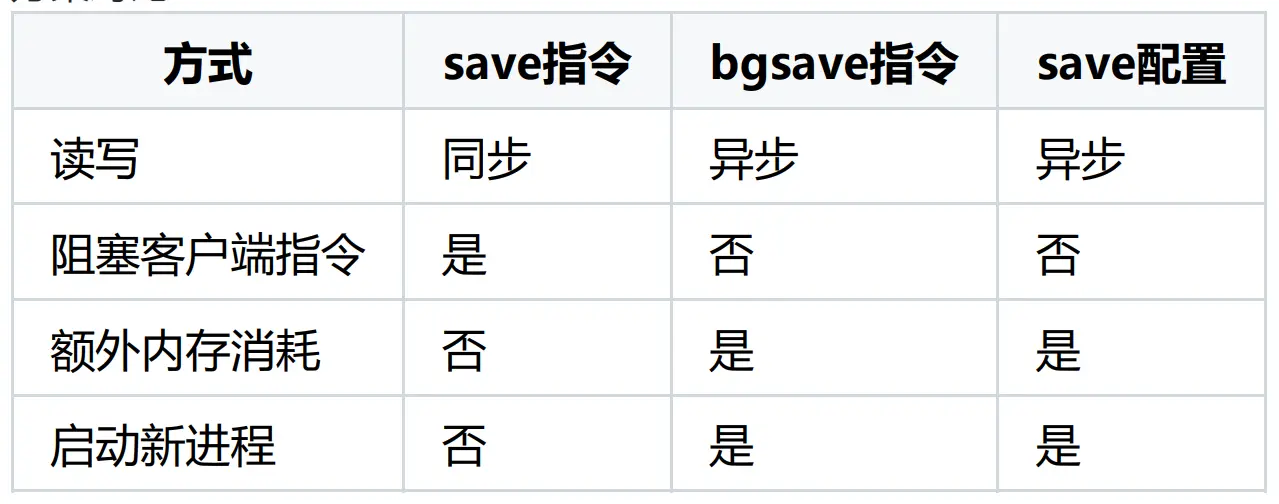 方式 save指令 bgsave指令 save配置
读写 同步 异步 异步
阻塞客户端指令 是 否 否
额外内存消耗 否 是 是
启动新进程 否 是 是